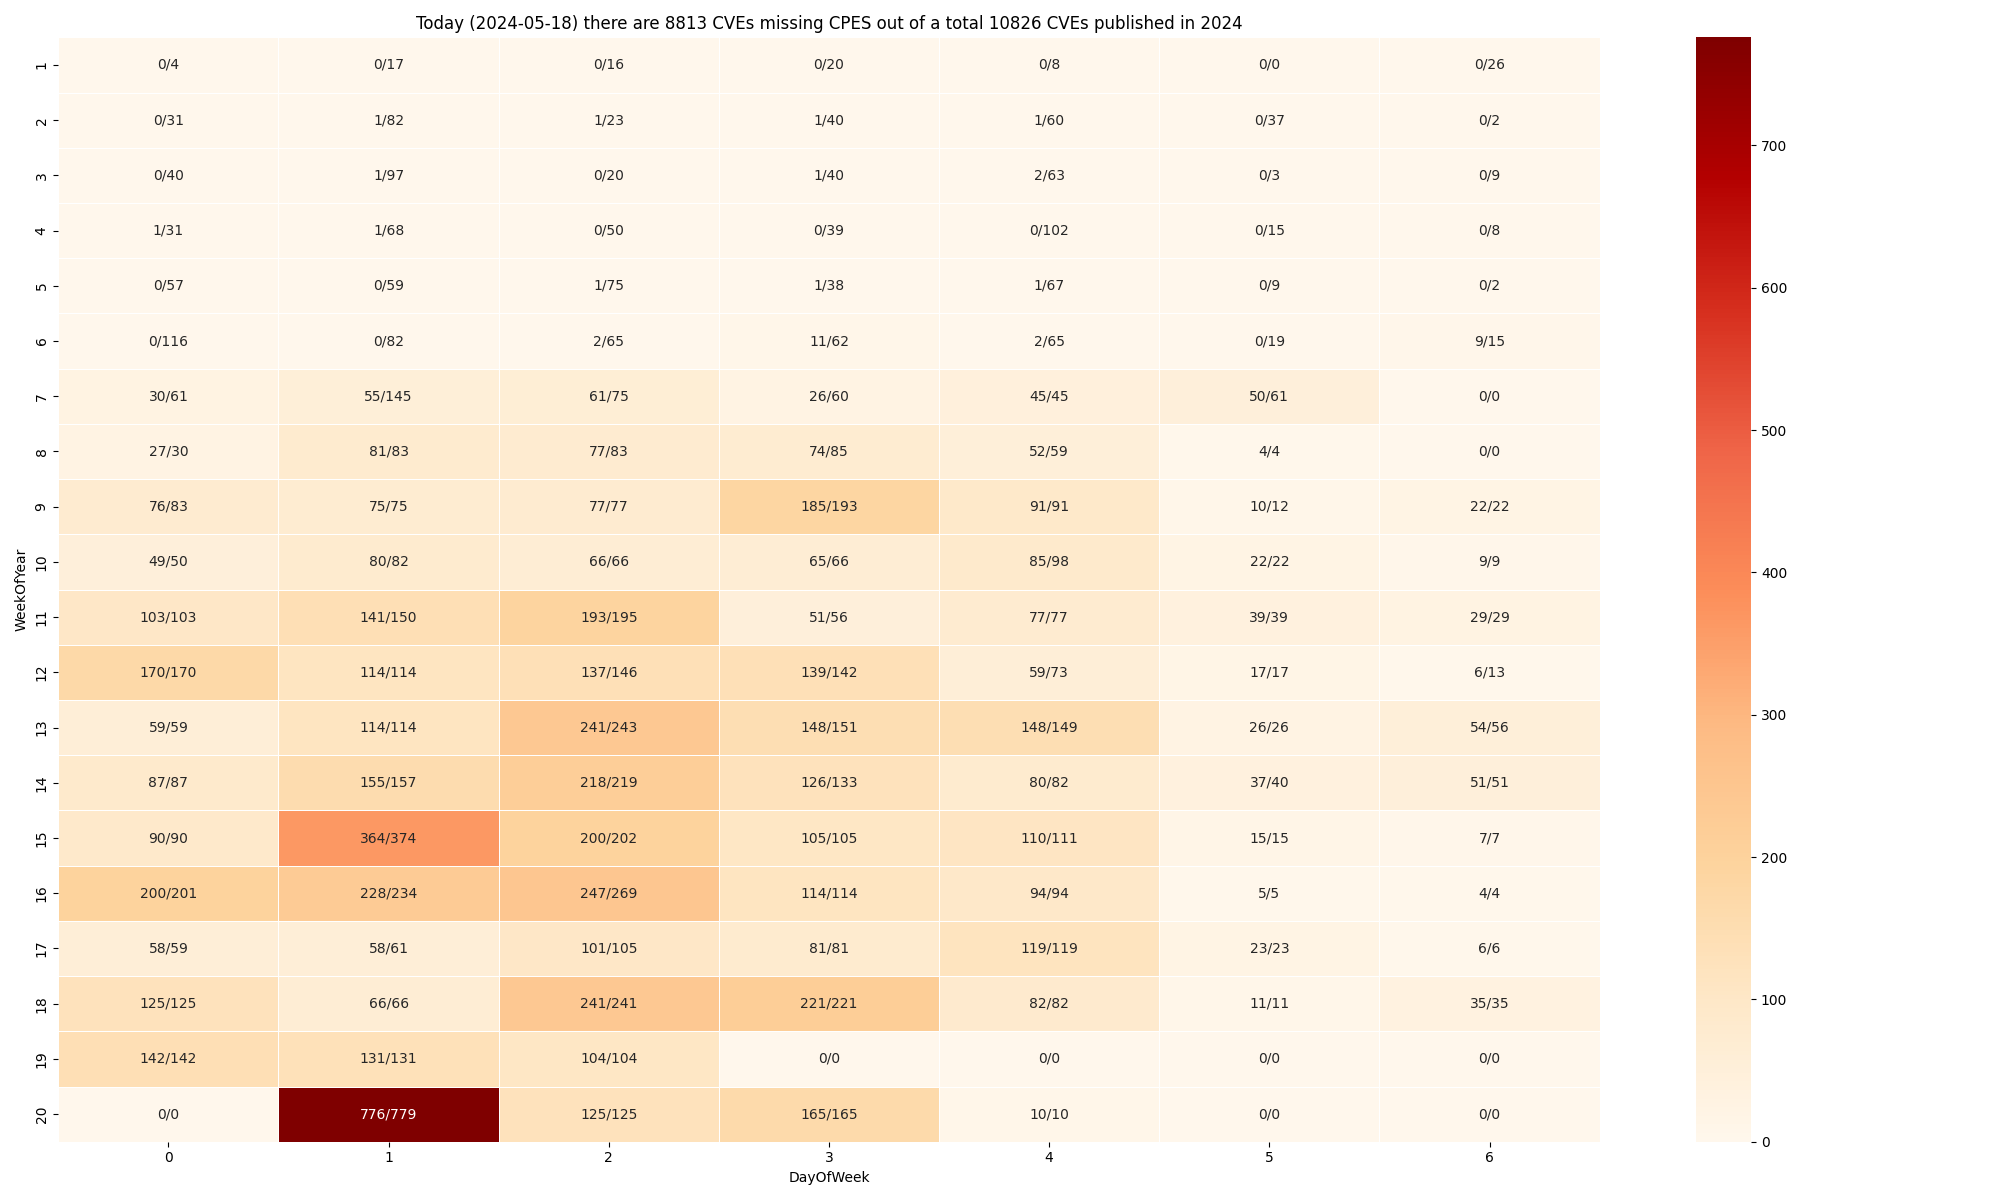 Today (2024-05-18) there are 8813 CVEs missing CPES out of a total 10826 CVEs published in 2024
1 0/4 0/17 0/16 0/20 0/8 0/0 0/26
2 0/31 1/82 1/23 1/40 1/60 0/37 0/2
3 0/40 1/97 0/20 1/40 2/63 0/3 0/9
4 1/31 1/68 0/50 0/39 0/102 0/15 0/8
5 0/57 0/59 1/75 1/38 1/67 0/9 0/2
6 0/116 0/82 2/65 11/62 2/65 0/19 9/15
7 30/61 55/145 61/75 26/60 45/45 50/61 0/0
8 27/30 81/83 77/83 74/85 52/59 4/4 0/0
9 76/83 75/75 77/77 185/193 91/91 10/12 22/22
10 49/50 80/82 66/66 65/66 85/98 22/22 9/9
11 103/103 141/150 193/195 51/56 77/77 39/39 29/29
12 170/170 114/114 137/146 139/142 59/73 17/17 6/13
13 59/59 114/114 241/243 148/151 148/149 26/26 54/56
14 87/87 155/157 218/219 126/133 80/82 37/40 51/51
15 90/90 364/374 200/202 105/105 110/111 15/15 7/7
16 200/201 228/234 247/269 114/114 94/94 5/5 4/4
17 58/59 58/61 101/105 81/81 119/119 23/23 6/6
18 125/125 66/66 241/241 221/221 82/82 11/11 35/35
19 142/142 131/131 104/104 0/0 0/0 0/0 0/0
20 0/0 776/779 125/125 165/165 10/10 0/0 0/0
0 1 2 3 4 5 6
DayOfWeek
WeekOfYear
700
600
500
400
300
200
100
0